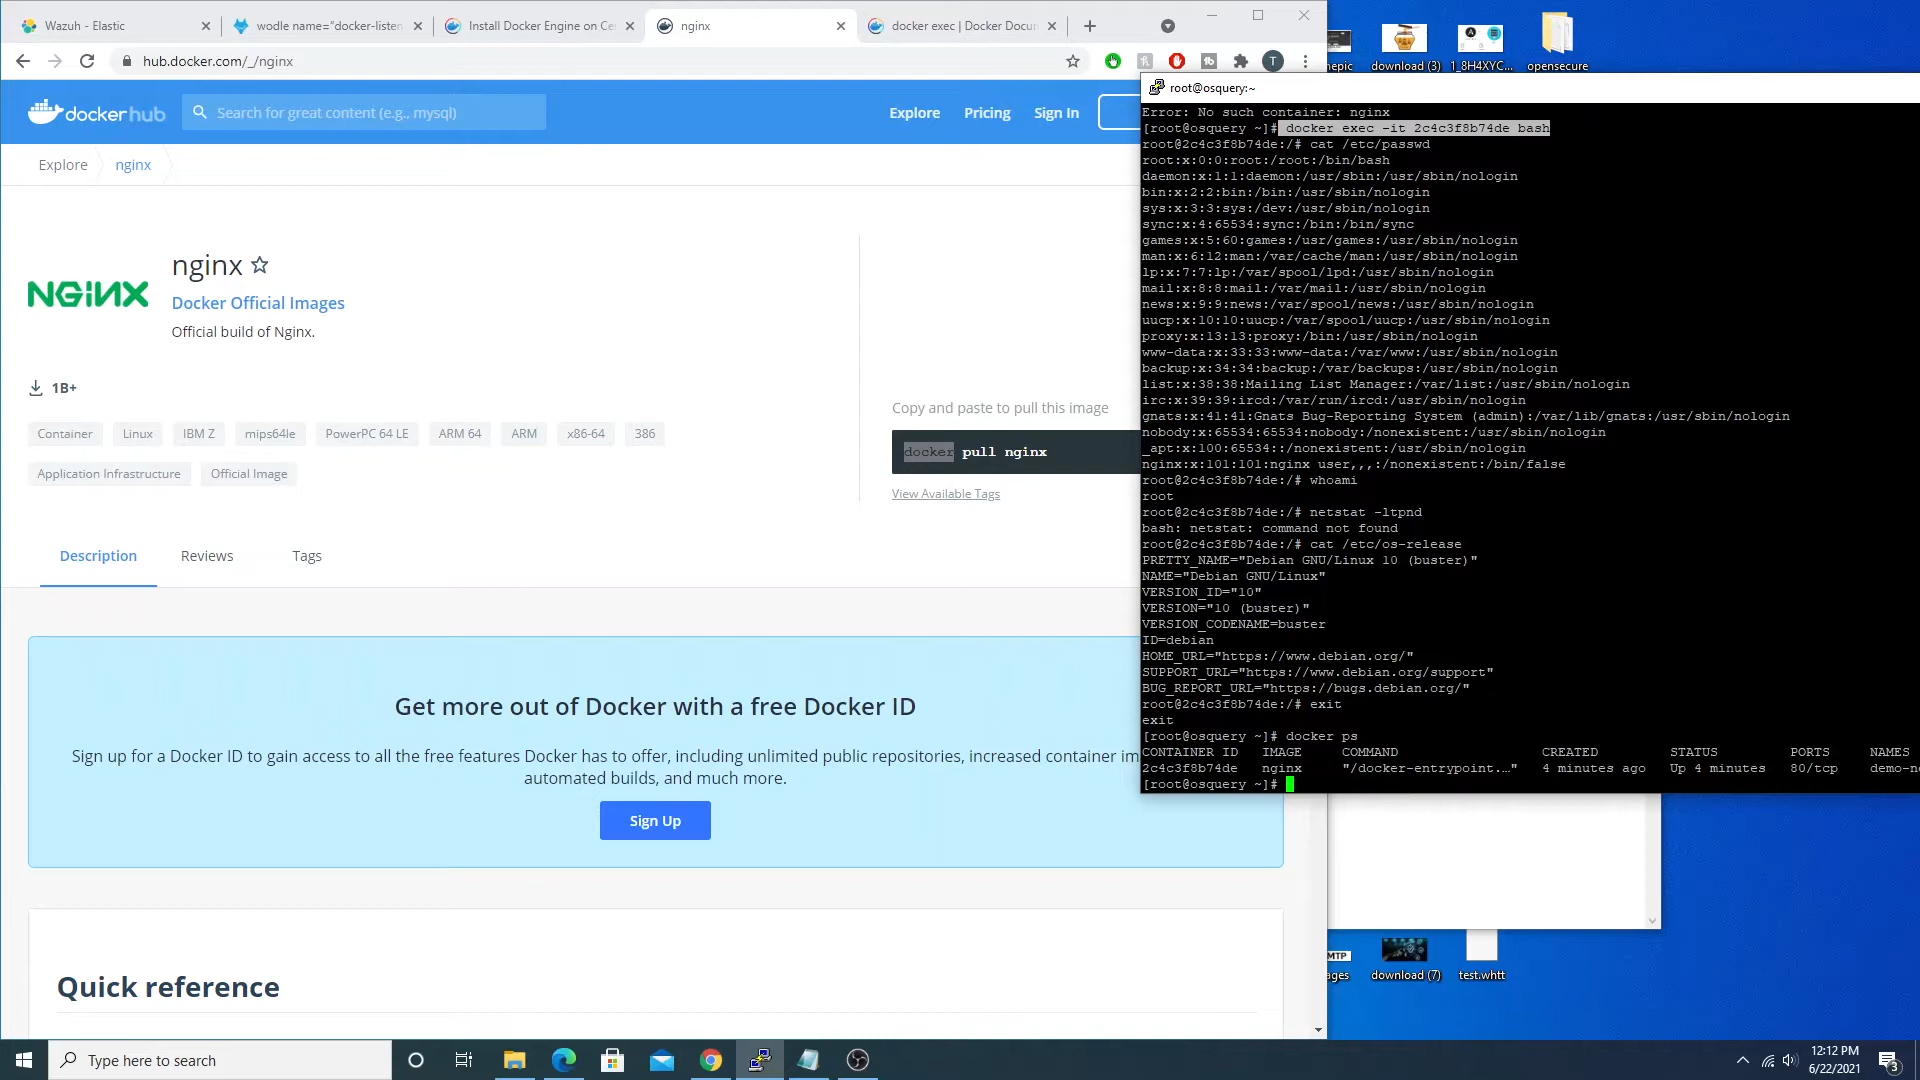 Wazuh - Elastic
wodle name="docker-listen
Install Docker Engine on Ce
nginx
docker exec | Docker Docu
hub.docker.com/_/nginx
T
docker hub
Search for great content (e.g., mysql)
Explore
Pricing
Sign In
Explore
nginx
NGINX
nginx
Docker Official Images
Official build of Nginx.
1B+
Container
Linux
IBM Z
mips64le
PowerPC 64 LE
ARM 64
ARM
x86-64
386
Application Infrastructure
Official Image
Copy and paste to pull this image
docker pull nginx
View Available Tags
Description
Reviews
Tags
Get more out of Docker with a free Docker ID
Sign up for a Docker ID to gain access to all the free features Docker has to offer, including unlimited public repositories, increased container im
automated builds, and much more.
Sign Up
Quick reference
root@osquery:~
Error: No such container: nginx
[root@osquery ~]# docker exec -it 2c4c3f8b74de bash
root@2c4c3f8b74de:/# cat /etc/passwd
root:x:0:0:root:/root:/bin/bash
daemon:x:1:1:daemon:/usr/sbin:/usr/sbin/nologin
bin:x:2:2:bin:/bin:/usr/sbin/nologin
sys:x:3:3:sys:/dev:/usr/sbin/nologin
sync:x:4:65534:sync:/bin:/bin/sync
games:x:5:60:games:/usr/games:/usr/sbin/nologin
man:x:6:12:man:/var/cache/man:/usr/sbin/nologin
lp:x:7:7:lp:/var/spool/lpd:/usr/sbin/nologin
mail:x:8:8:mail:/var/mail:/usr/sbin/nologin
news:x:9:9:news:/var/spool/news:/usr/sbin/nologin
uucp:x:10:10:uucp:/var/spool/uucp:/usr/sbin/nologin
proxy:x:13:13:proxy:/bin:/usr/sbin/nologin
www-data:x:33:33:www-data:/var/www:/usr/sbin/nologin
backup:x:34:34:backup:/var/backups:/usr/sbin/nologin
list:x:38:38:Mailing List Manager:/var/list:/usr/sbin/nologin
irc:x:39:39:ircd:/var/run/ircd:/usr/sbin/nologin
gnats:x:41:41:Gnats Bug-Reporting System (admin):/var/lib/gnats:/usr/sbin/nologin
nobody:x:65534:65534:nobody:/nonexistent:/usr/sbin/nologin
_apt:x:100:65534::/nonexistent:/usr/sbin/nologin
nginx:x:101:101:nginx user,,,:/nonexistent:/bin/false
root@2c4c3f8b74de:/# whoami
root
root@2c4c3f8b74de:/# netstat -ltpnd
bash: netstat: command not found
root@2c4c3f8b74de:/# cat /etc/os-release
PRETTY_NAME="Debian GNU/Linux 10 (buster)"
NAME="Debian GNU/Linux"
VERSION_ID="10"
VERSION="10 (buster)"
VERSION_CODENAME=buster
ID=debian
HOME_URL="https://www.debian.org/"
SUPPORT_URL="https://www.debian.org/support"
BUG_REPORT_URL="https://bugs.debian.org/"
root@2c4c3f8b74de:/# exit
exit
[root@osquery ~]# docker ps
CONTAINER ID   IMAGE     COMMAND                  CREATED         STATUS         PORTS     NAMES
2c4c3f8b74de   nginx     "/docker-entrypoint.…"   4 minutes ago   Up 4 minutes   80/tcp    demo-n
[root@osquery ~]#
nepic
download (3)
1_8H4XYC...
opensecure
MTP
ages
download (7)
test.whtt
Type here to search
12:12 PM
6/22/2021
3